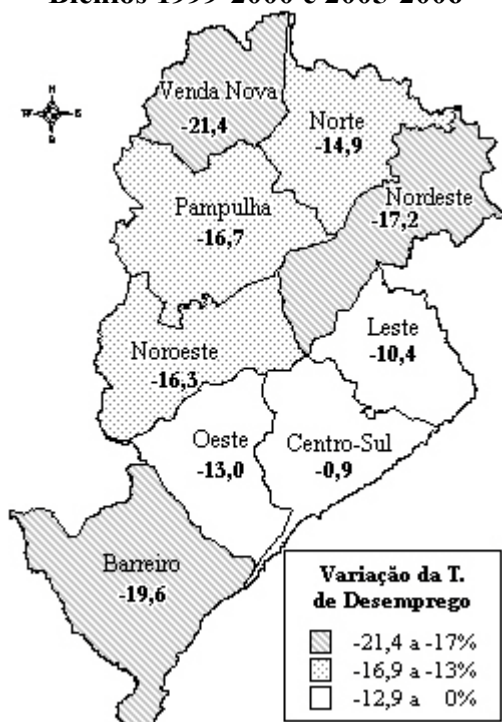 Biênios 1999-2000 e 2005-2006
Venda Nova
-21,4
Norte
-14,9
N
W E
S
Nordeste
-17,2
Pampulha
-16,7
Leste
-10,4
Noroeste
-16,3
Oeste
-13,0
Centro-Sul
-0,9
Barreiro
-19,6
Variação da T.
de Desemprego
-21,4 a -17%
-16,9 a -13%
-12,9 a 0%